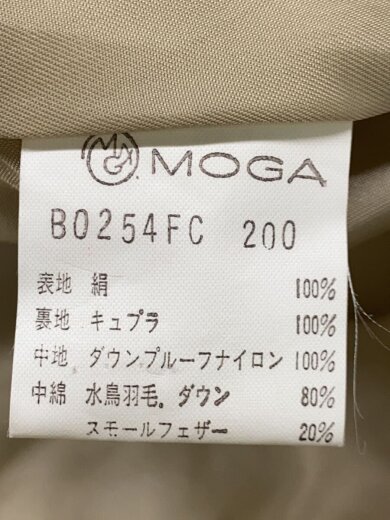 MOGA
B0254FC 200
表地 絹 100%
裏地 キュプラ 100%
中地 ダウンプルーフナイロン 100%
中綿 水鳥羽毛。ダウン 80%
スモールフェザー 20%